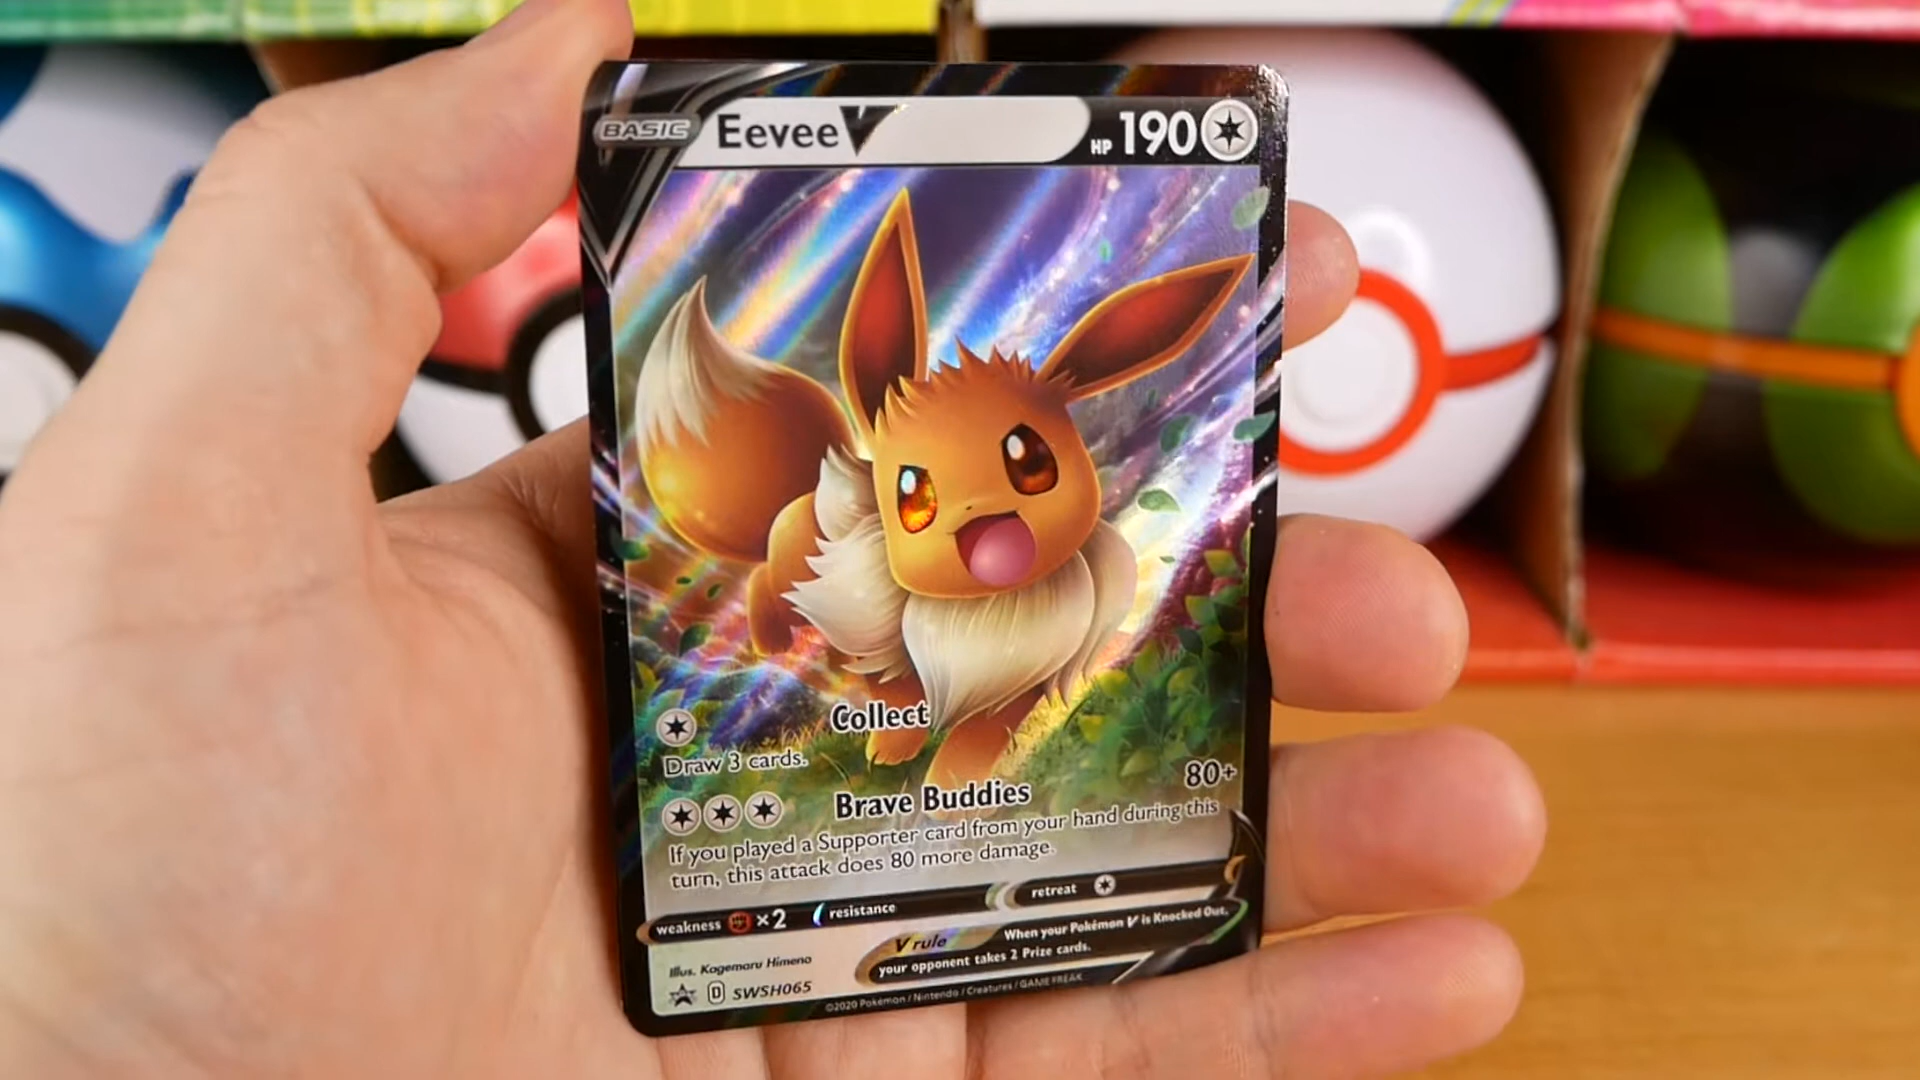 BASIC Eevee V HP 190
Collect
Draw 3 cards.
Brave Buddies 80+
If you played a Supporter card from your hand during this
turn, this attack does 80 more damage.
weakness ×2 resistance retreat
V rule When your Pokémon V is Knocked Out,
your opponent takes 2 Prize cards.
Illus. Kagemaru Himeno
D SWSH065
©2020 Pokémon / Nintendo / Creatures / GAME FREAK